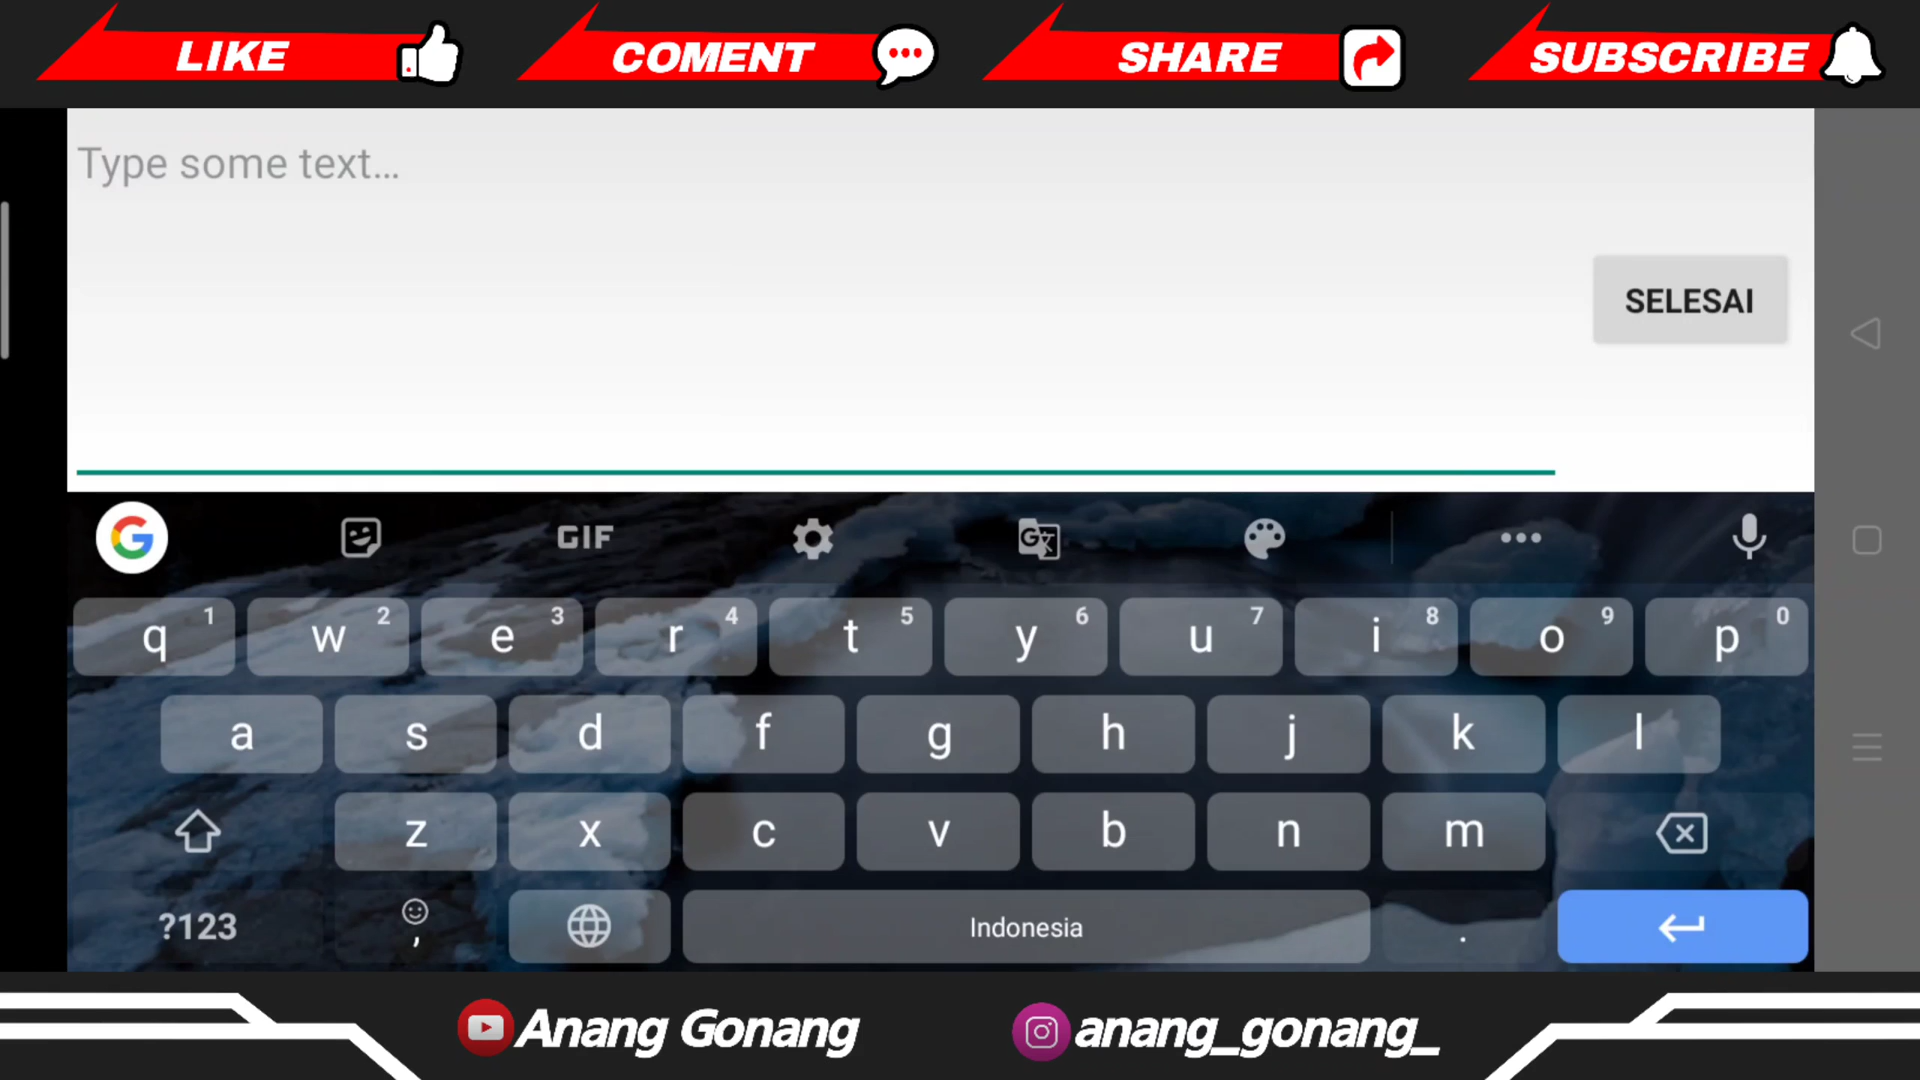 LIKE COMENT SHARE SUBSCRIBE
Type some text...
SELESAI
G GIF G
q 1 w 2 e 3 r 4 t 5 y 6 u 7 i 8 o 9 p 0
a s d f g h j k l
z x c v b n m
?123 , Indonesia .
Anang Gonang anang_gonang_